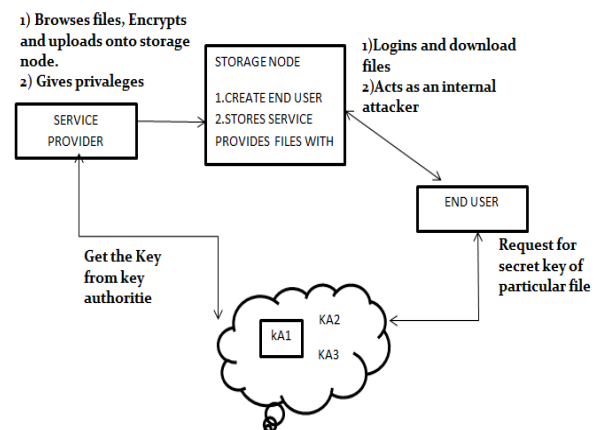 1) Browses files, Encrypts
and uploads onto storage
node.
2) Gives privaleges
SERVICE
PROVIDER
STORAGE NODE
1.CREATE END USER
2.STORES SERVICE
PROVIDES FILES WITH
1)Logins and download
files
2)Acts as an internal
attacker
END USER
Get the Key
from key
authoritie
Request for
secret key of
particular file
kA1
KA2
KA3